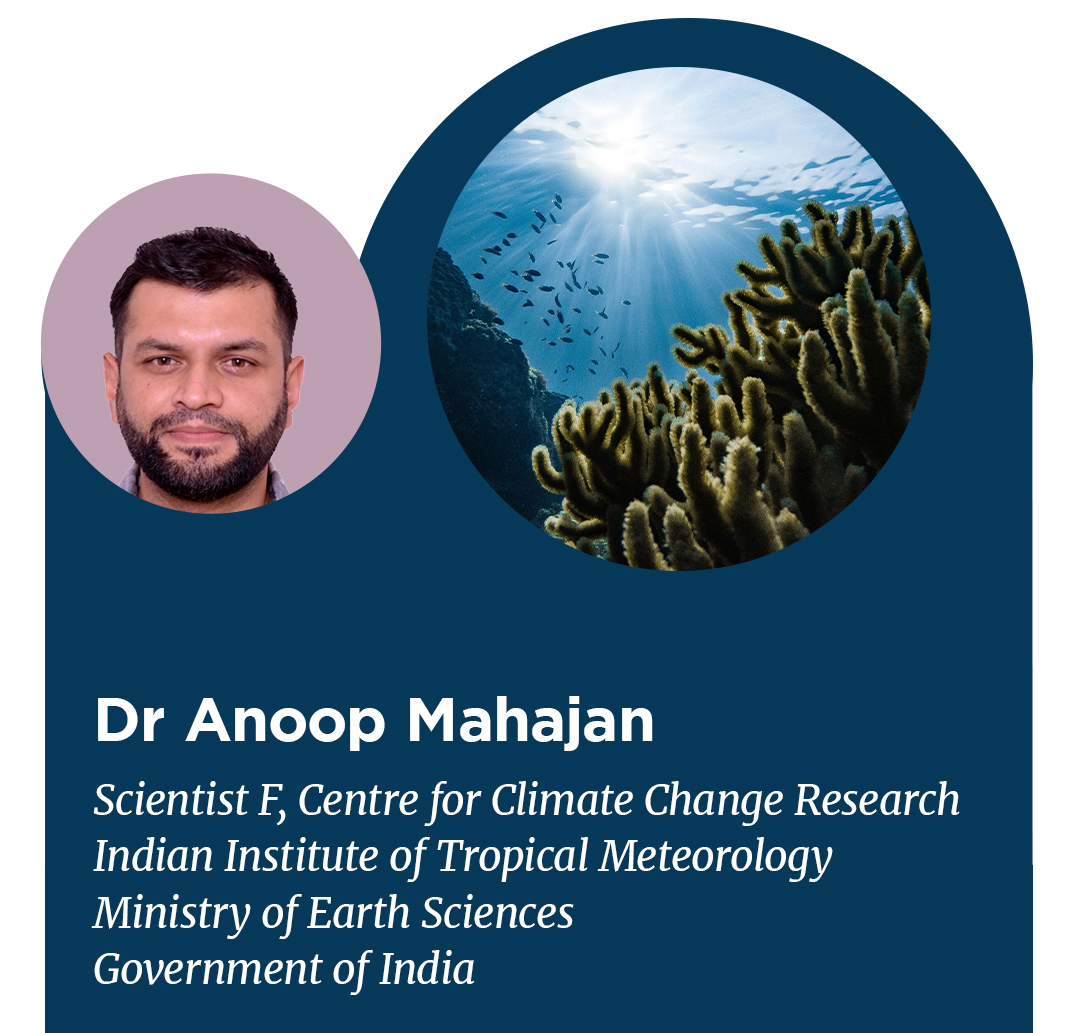 Dr Anoop Mahajan
Scientist F, Centre for Climate Change Research
Indian Institute of Tropical Meteorology
Ministry of Earth Sciences
Government of India